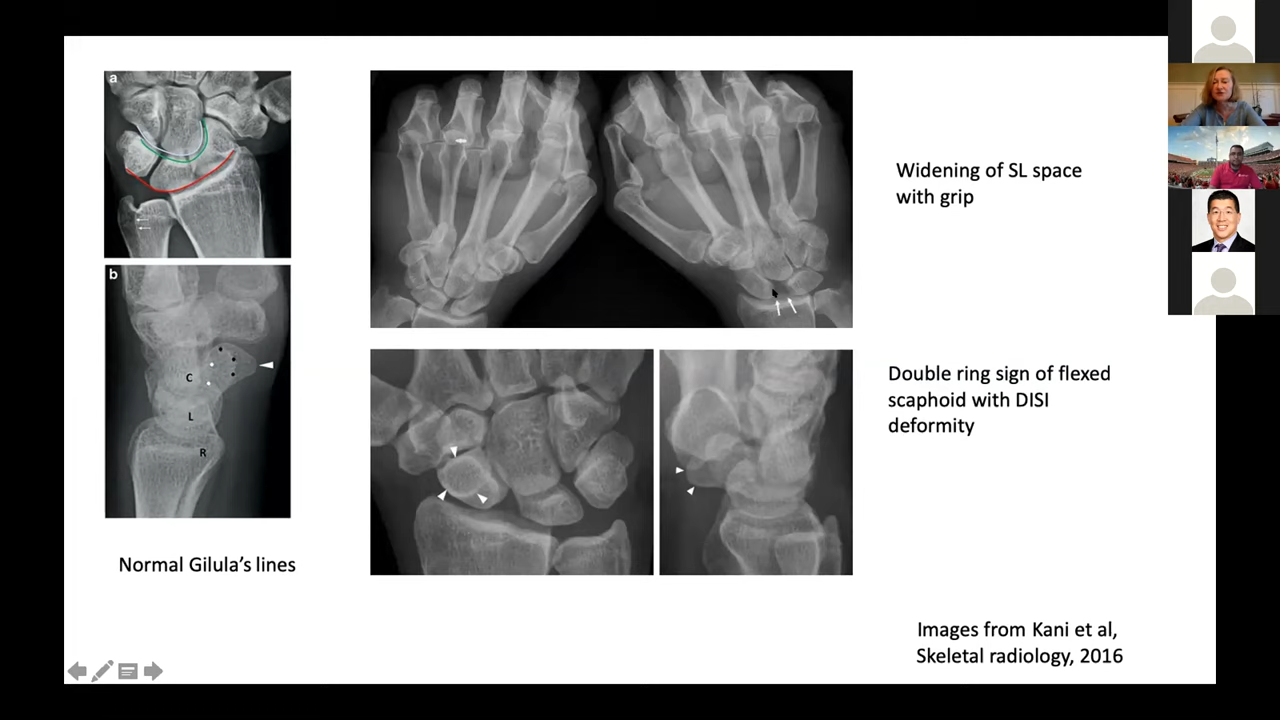 a
b
C
L
R
Normal Gilula's lines
Widening of SL space
with grip
Double ring sign of flexed
scaphoid with DISI
deformity
Images from Kani et al,
Skeletal radiology, 2016